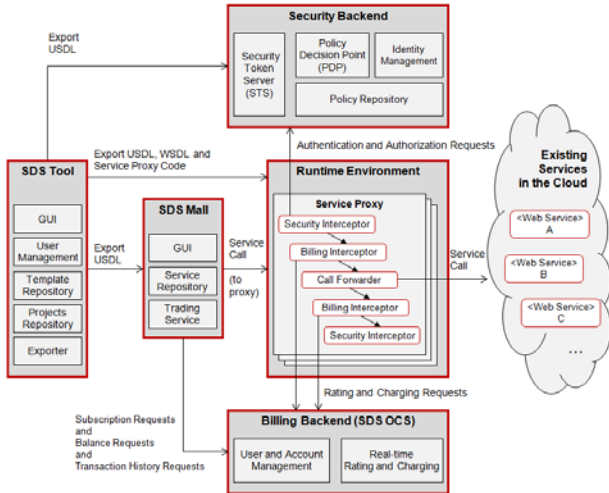 Security Backend
Export
USDL
Security
Token
Server
(STS)
Policy
Decision Point
(PDP)
Identity
Management
Policy Repository
Authentication and Authorization Requests
Export USDL, WSDL and
Service Proxy Code
SDS Tool
GUI
User
Management
Template
Repository
Projects
Repository
Exporter
Export
USDL
SDS Mall
GUI
Service
Repository
Trading
Service
Service
Call
(to
proxy)
Runtime Environment
Service Proxy
Security Interceptor
Billing Interceptor
Call Forwarder
Billing Interceptor
Security Interceptor
Service
Call
Existing
Services
in the Cloud
<Web Service>
A
<Web Service>
B
<Web Service>
C
...
Rating and Charging Requests
Subscription Requests
and
Balance Requests
and
Transaction History Requests
Billing Backend (SDS OCS)
User and Account
Management
Real-time
Rating and Charging